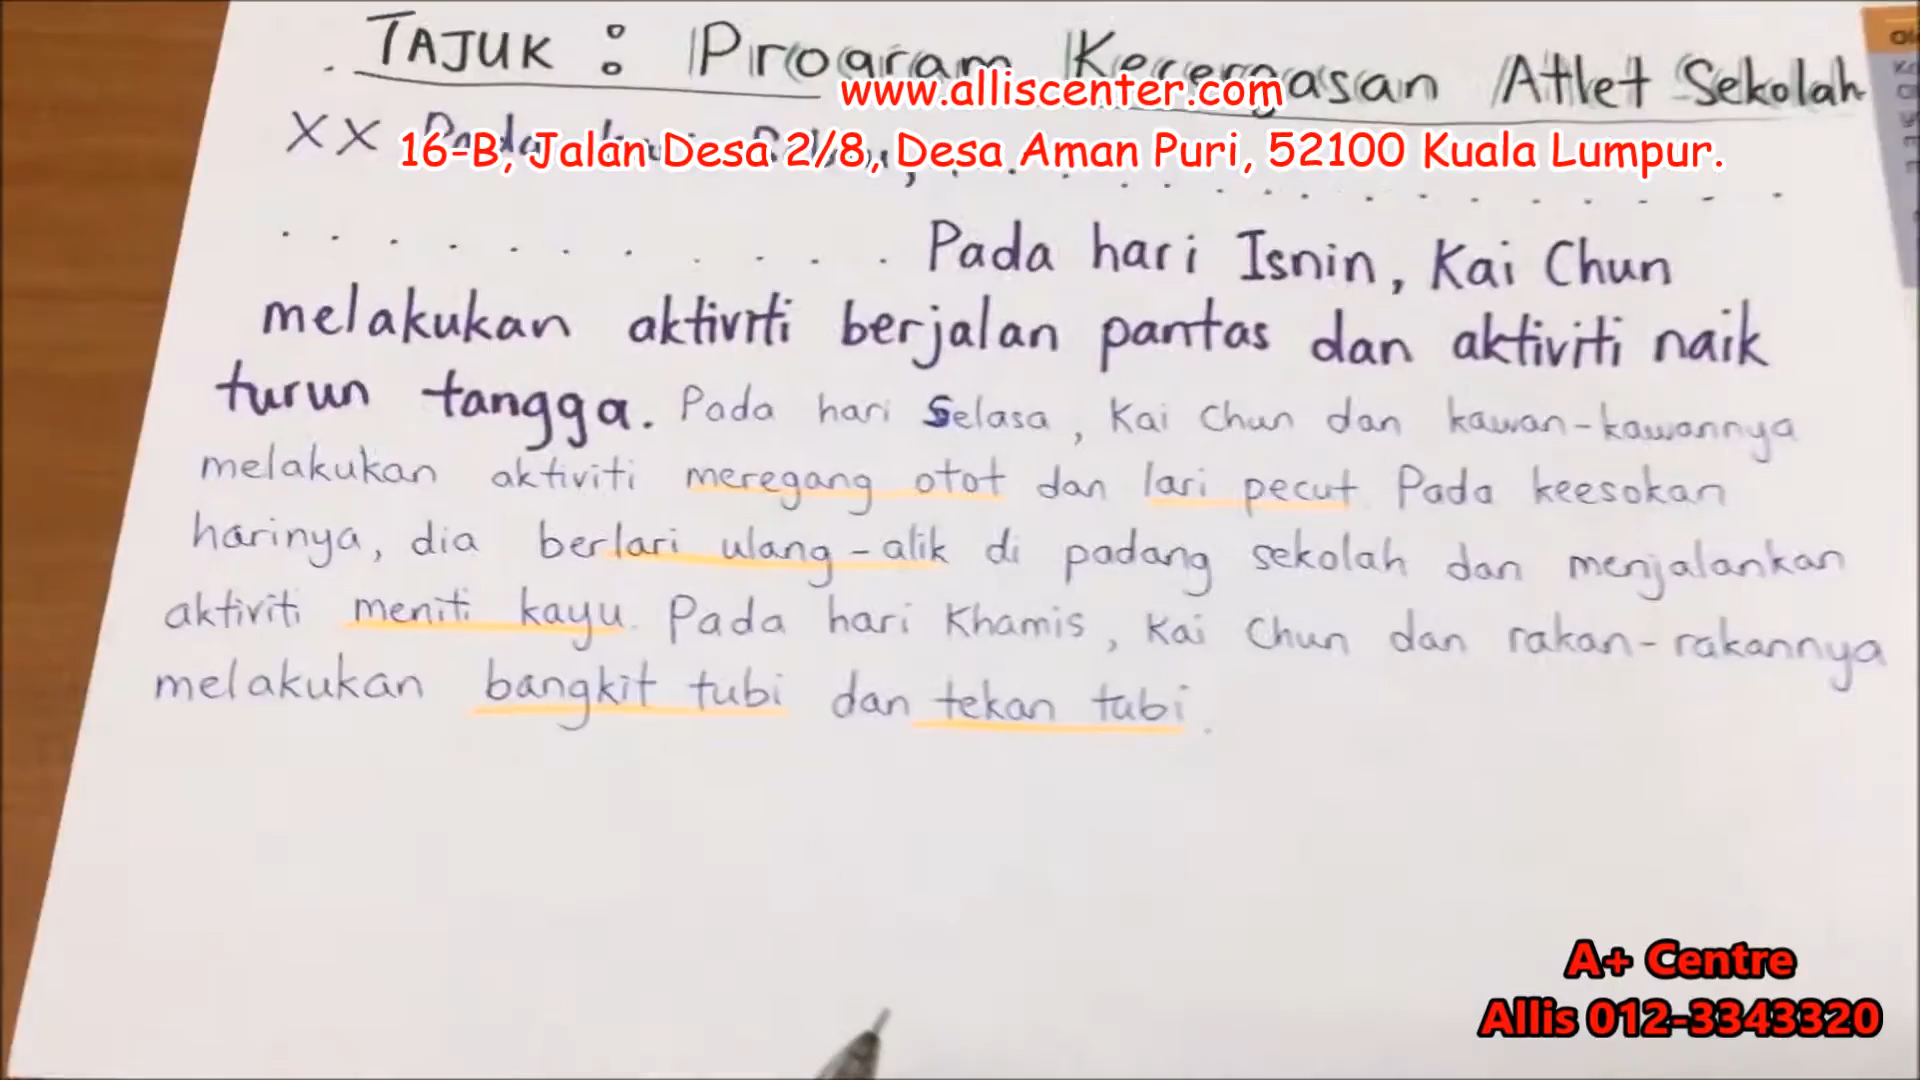 TAJUK : Program Kecergasan Atlet Sekolah
www.alliscenter.com
XX Pada
16-B, Jalan Desa 2/8, Desa Aman Puri, 52100 Kuala Lumpur.
Pada hari Isnin, Kai Chun
melakukan aktiviti berjalan pantas dan aktiviti naik
turun tangga. Pada hari Selasa, Kai Chun dan kawan-kawannya
melakukan aktiviti meregang otot dan lari pecut. Pada keesokan
harinya, dia berlari ulang-alik di padang sekolah dan menjalankan
aktiviti meniti kayu. Pada hari Khamis, Kai Chun dan rakan-rakannya
melakukan bangkit tubi dan tekan tubi.
A+ Centre
Allis 012-3343320